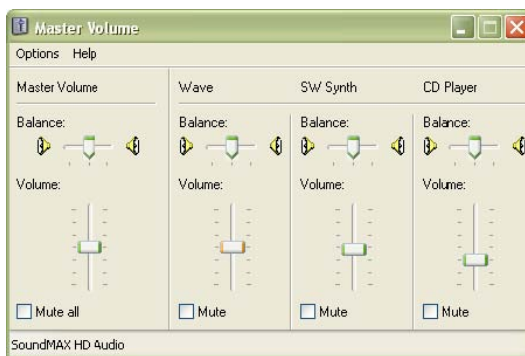 Master Volume
Options Help
Master Volume Wave SW Synth CD Player
Balance: Balance: Balance: Balance:
Volume: Volume: Volume: Volume:
Mute all Mute Mute Mute
SoundMAX HD Audio